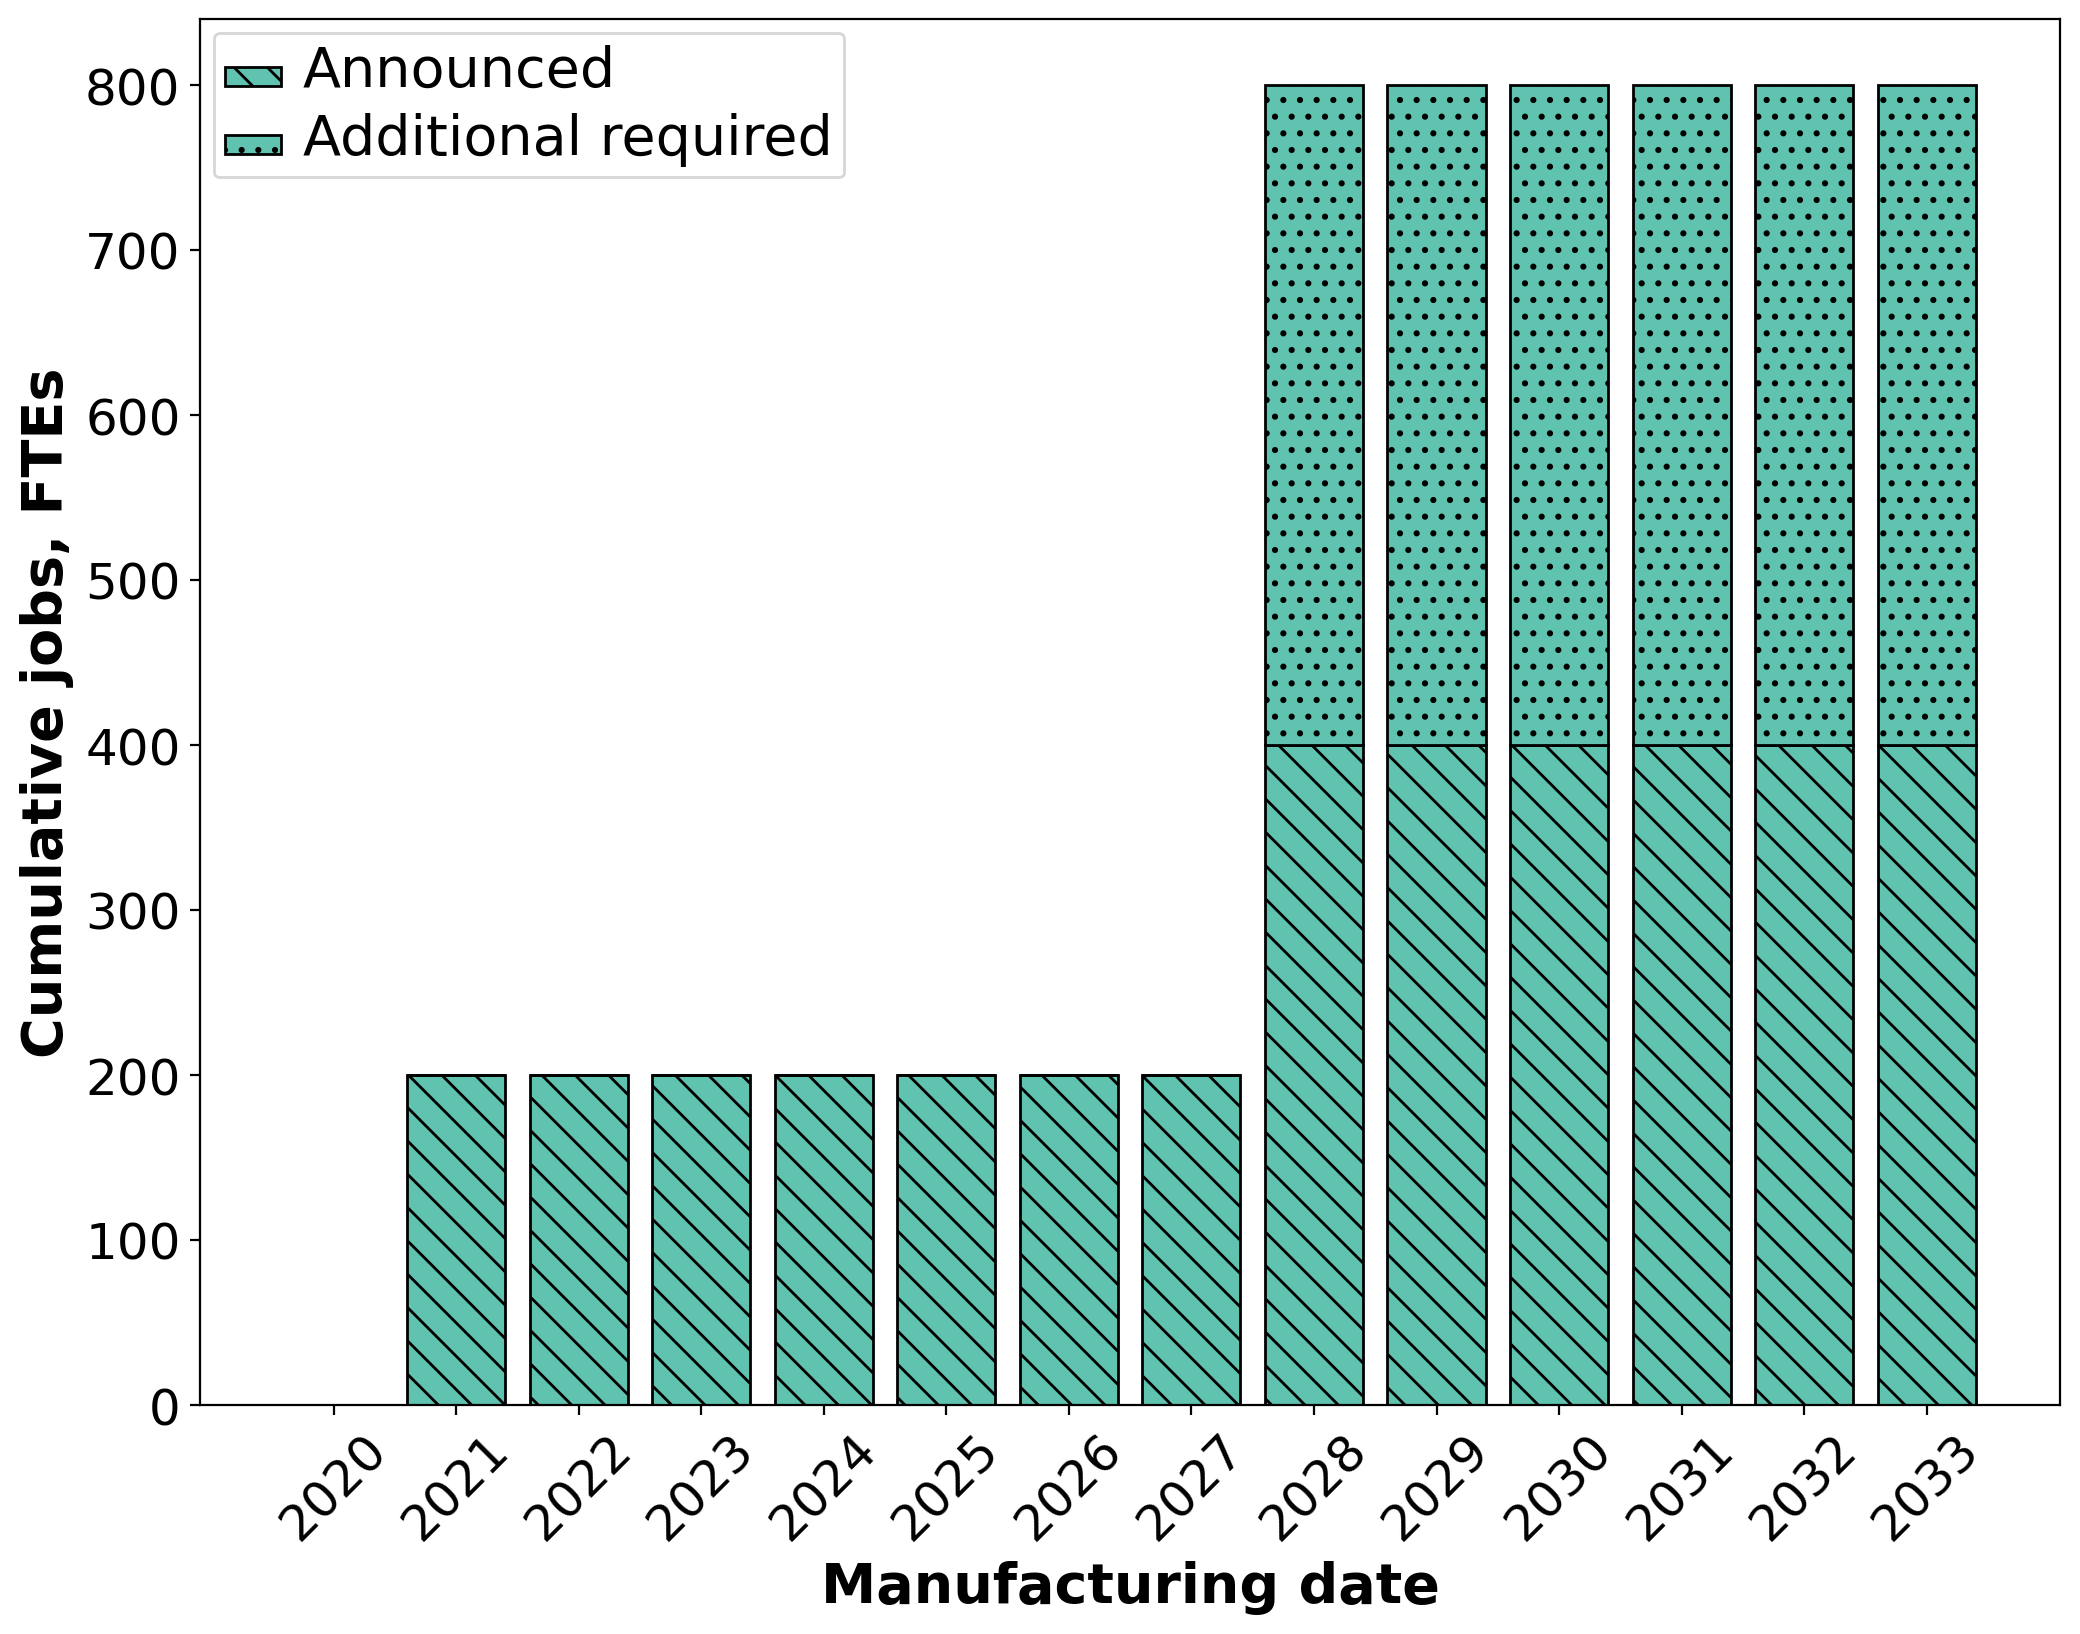 Announced
Additional required
800
700
600
500
400
300
200
100
0
Cumulative jobs, FTEs
2020 2021 2022 2023 2024 2025 2026 2027 2028 2029 2030 2031 2032 2033
Manufacturing date